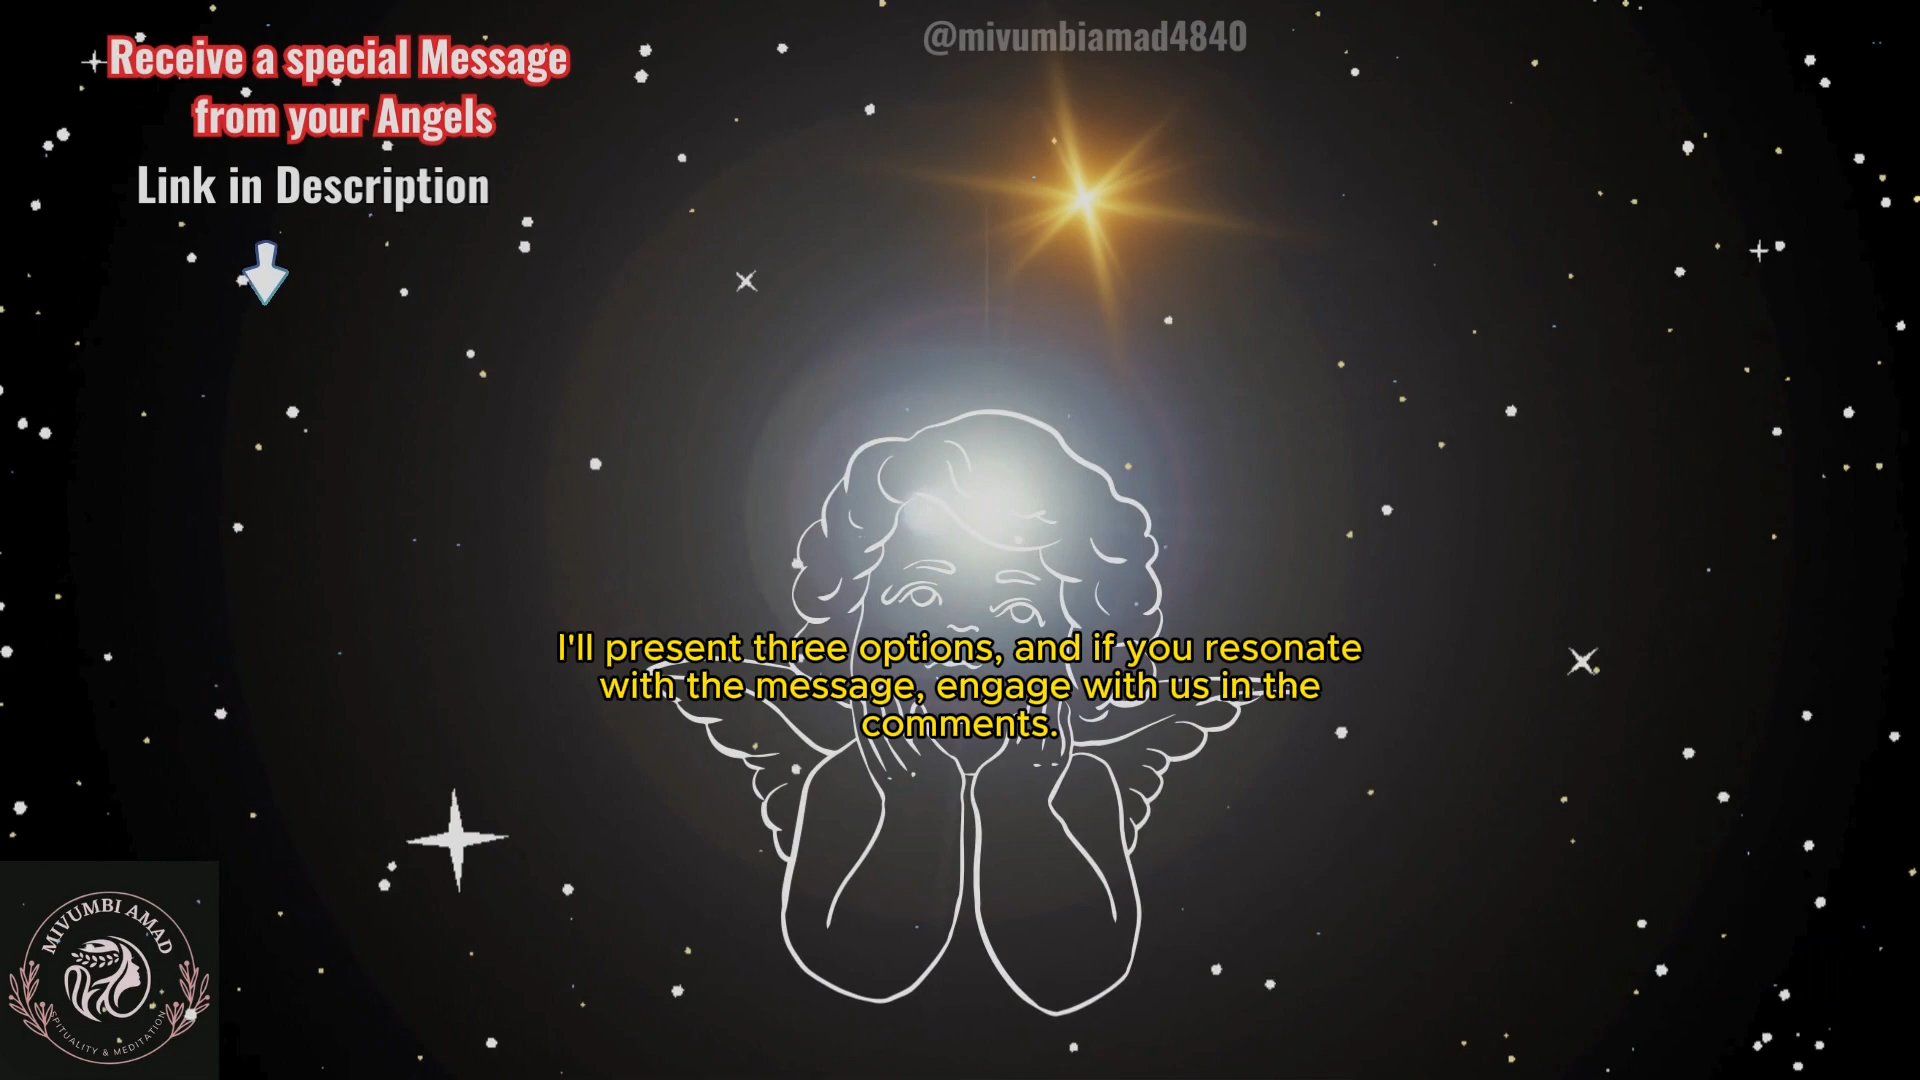 @mivumbiamad4840
Receive a special Message
from your Angels
Link in Description
I'll present three options, and if you resonate
with the message, engage with us in the
comments.
MIVUMBI AMAD
SPITUALITY & MEDITATION